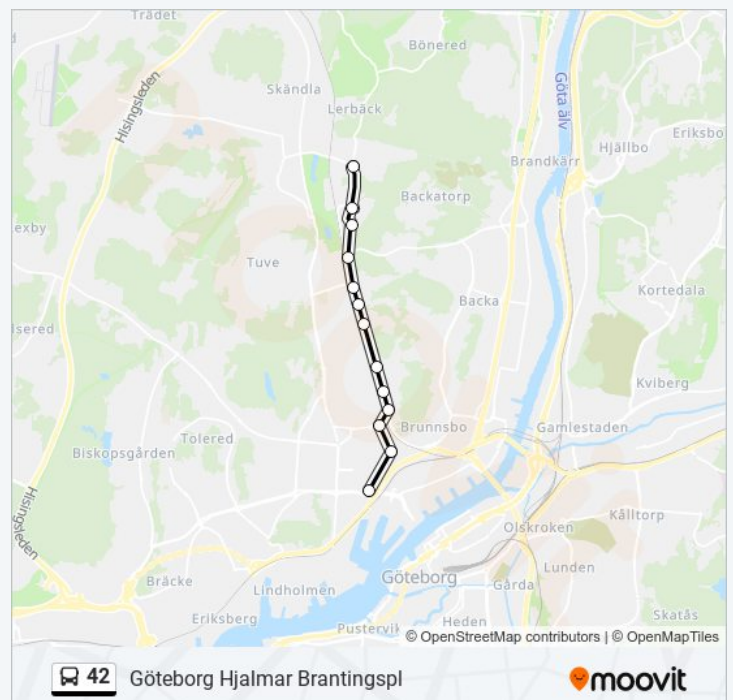 Trädet
Bönered
Skändla
Hisingsleden
Lerbäck
Göta älv
Eriksbo
Hjällbo
Brandkärr
Backatorp
exby
Tuve
Kortedala
Backa
lsered
Kviberg
Brunnsbo
Gamlestaden
Tolered
Biskopsgården
Hisingsleden
Kålltorp
Olskroken
Lunden
Göteborg
Bräcke
Gårda
Lindholmen
Skatås
Eriksberg
Heden
Pustervik
© OpenStreetMap contributors | © OpenMapTiles
42 Göteborg Hjalmar Brantingspl
moovit